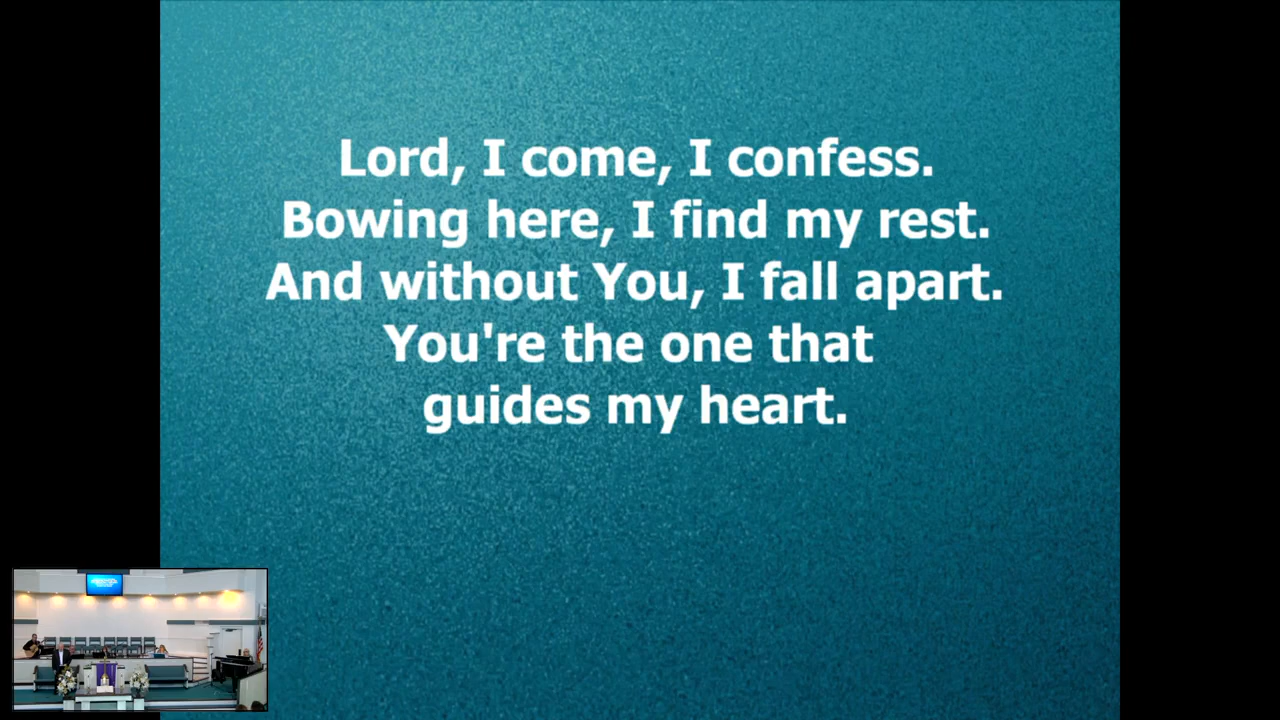 Lord, I come, I confess.
Bowing here, I find my rest.
And without You, I fall apart.
You're the one that
guides my heart.